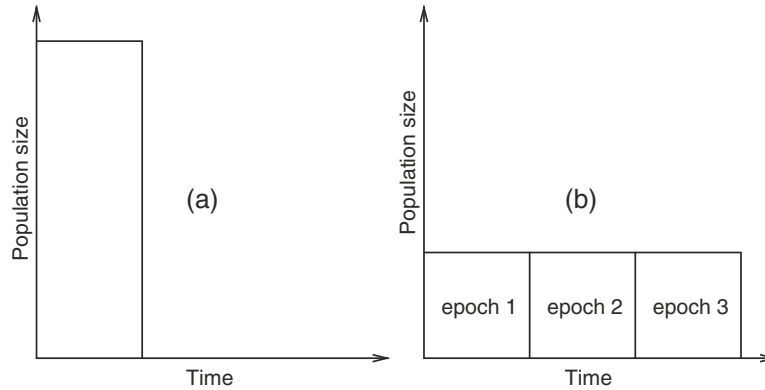 Population size
(a)
Time
Population size
(b)
epoch 1
epoch 2
epoch 3
Time